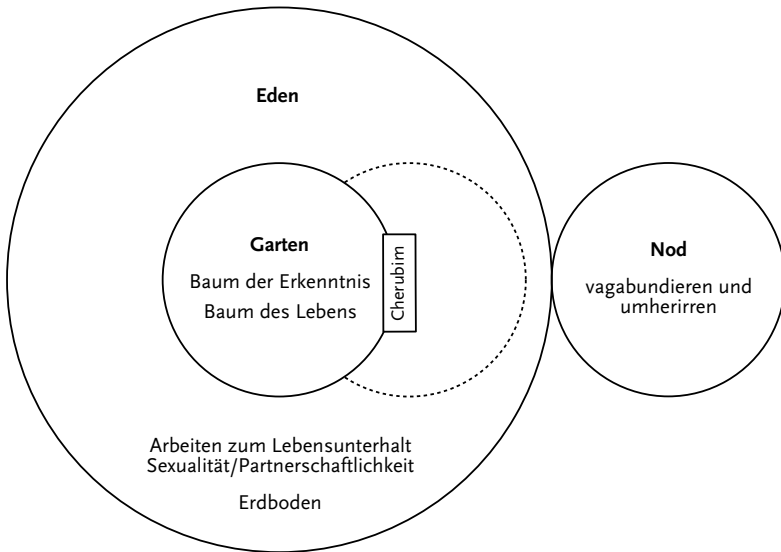 Eden
Garten
Baum der Erkenntnis
Baum des Lebens
Cherubim
Nod
vagabundieren und
umherirren
Arbeiten zum Lebensunterhalt
Sexualität/Partnerschaftlichkeit
Erdboden